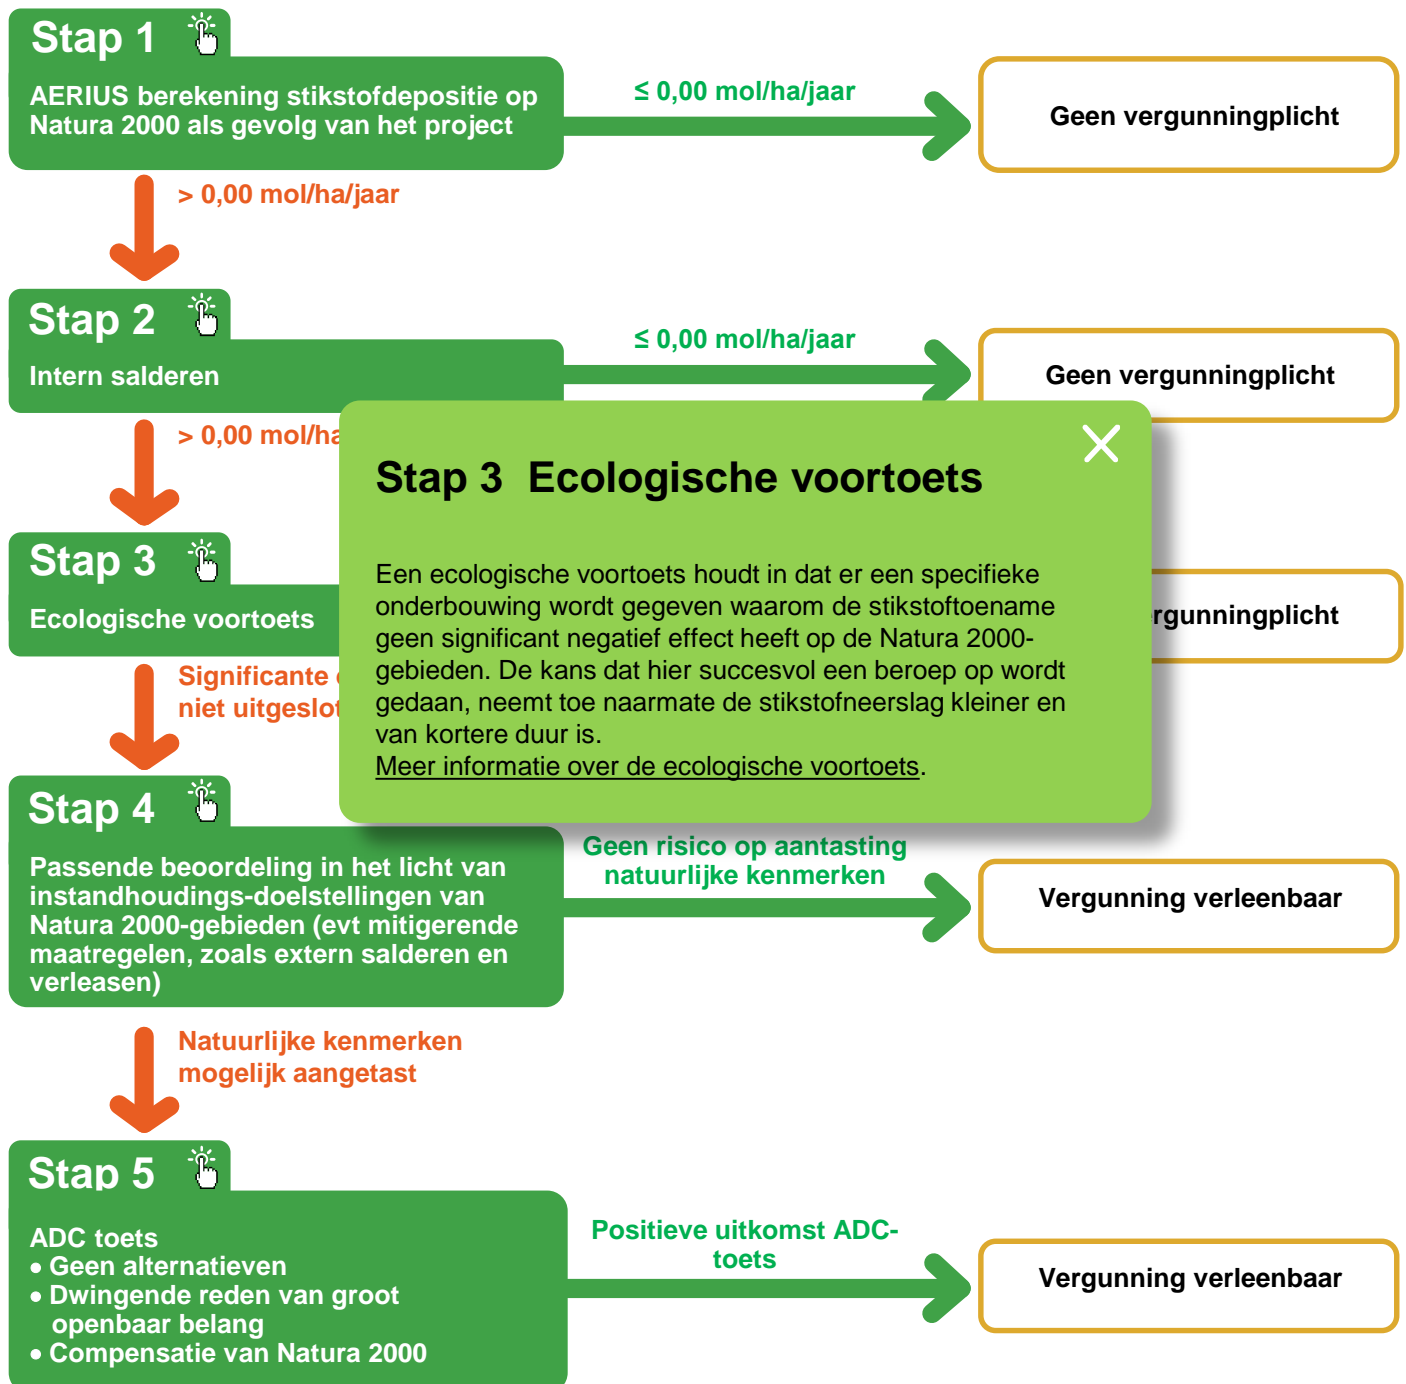 Stap 1
AERIUS berekening stikstofdepositie op
Natura 2000 als gevolg van het project
≤ 0,00 mol/ha/jaar
Geen vergunningplicht
> 0,00 mol/ha/jaar
Stap 2
Intern salderen
≤ 0,00 mol/ha/jaar
Geen vergunningplicht
> 0,00 mol/ha
Stap 3
Ecologische voortoets
Stap 3 Ecologische voortoets
Een ecologische voortoets houdt in dat er een specifieke
onderbouwing wordt gegeven waarom de stikstoftoename
geen significant negatief effect heeft op de Natura 2000-
gebieden. De kans dat hier succesvol een beroep op wordt
gedaan, neemt toe naarmate de stikstofneerslag kleiner en
van kortere duur is.
Meer informatie over de ecologische voortoets.
rgunningplicht
Significante
niet uitgeslot
Stap 4
Passende beoordeling in het licht van
instandhoudings-doelstellingen van
Natura 2000-gebieden (evt mitigerende
maatregelen, zoals extern salderen en
verleasen)
Geen risico op aantasting
natuurlijke kenmerken
Vergunning verleenbaar
Natuurlijke kenmerken
mogelijk aangetast
Stap 5
ADC toets
• Geen alternatieven
• Dwingende reden van groot
openbaar belang
• Compensatie van Natura 2000
Positieve uitkomst ADC-
toets
Vergunning verleenbaar